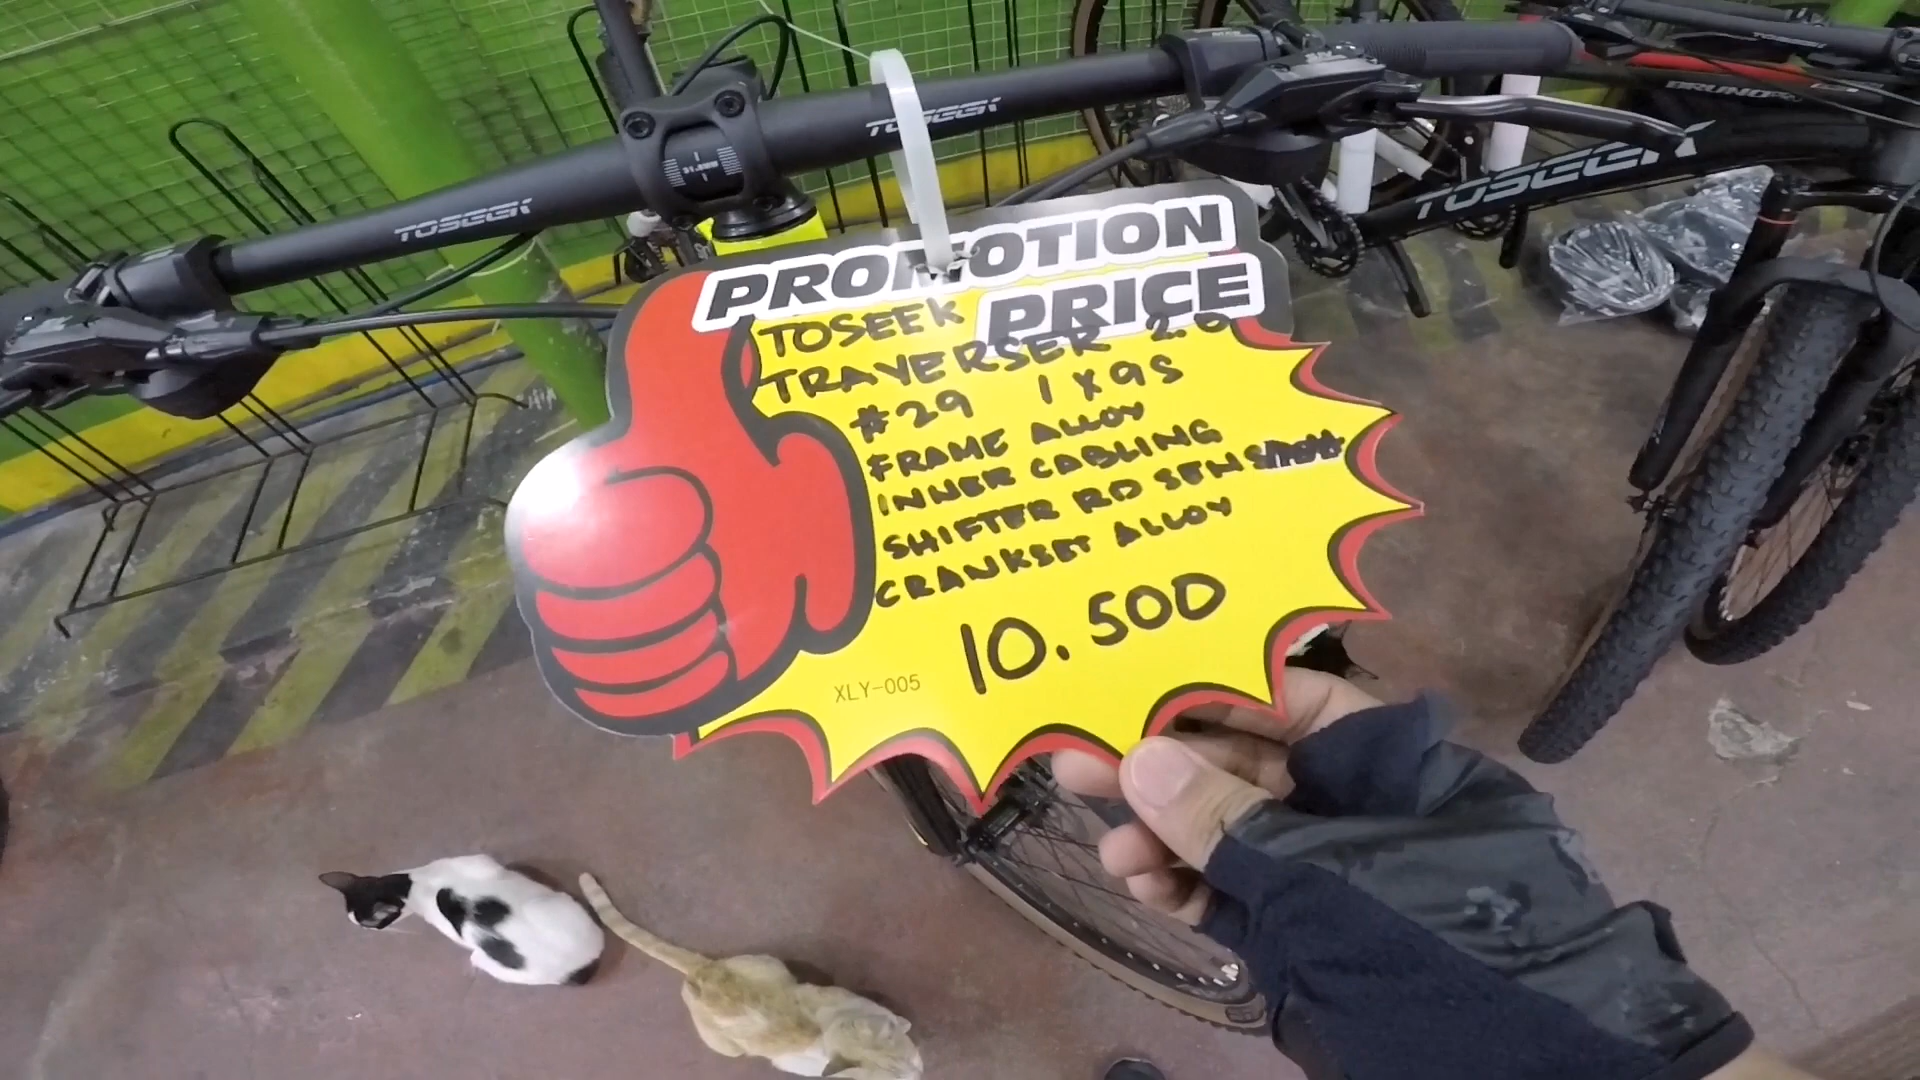 TOSEEK
TOSEEK
TOSEEK
PROMOTION
PRICE
TOSEEK
TRAVERSER 2.0
#29 1X9S
FRAME ALLOY
INNER CABLING
SHIFTER RD SEN
CRANKSET ALLOY
10.500
XLY-005